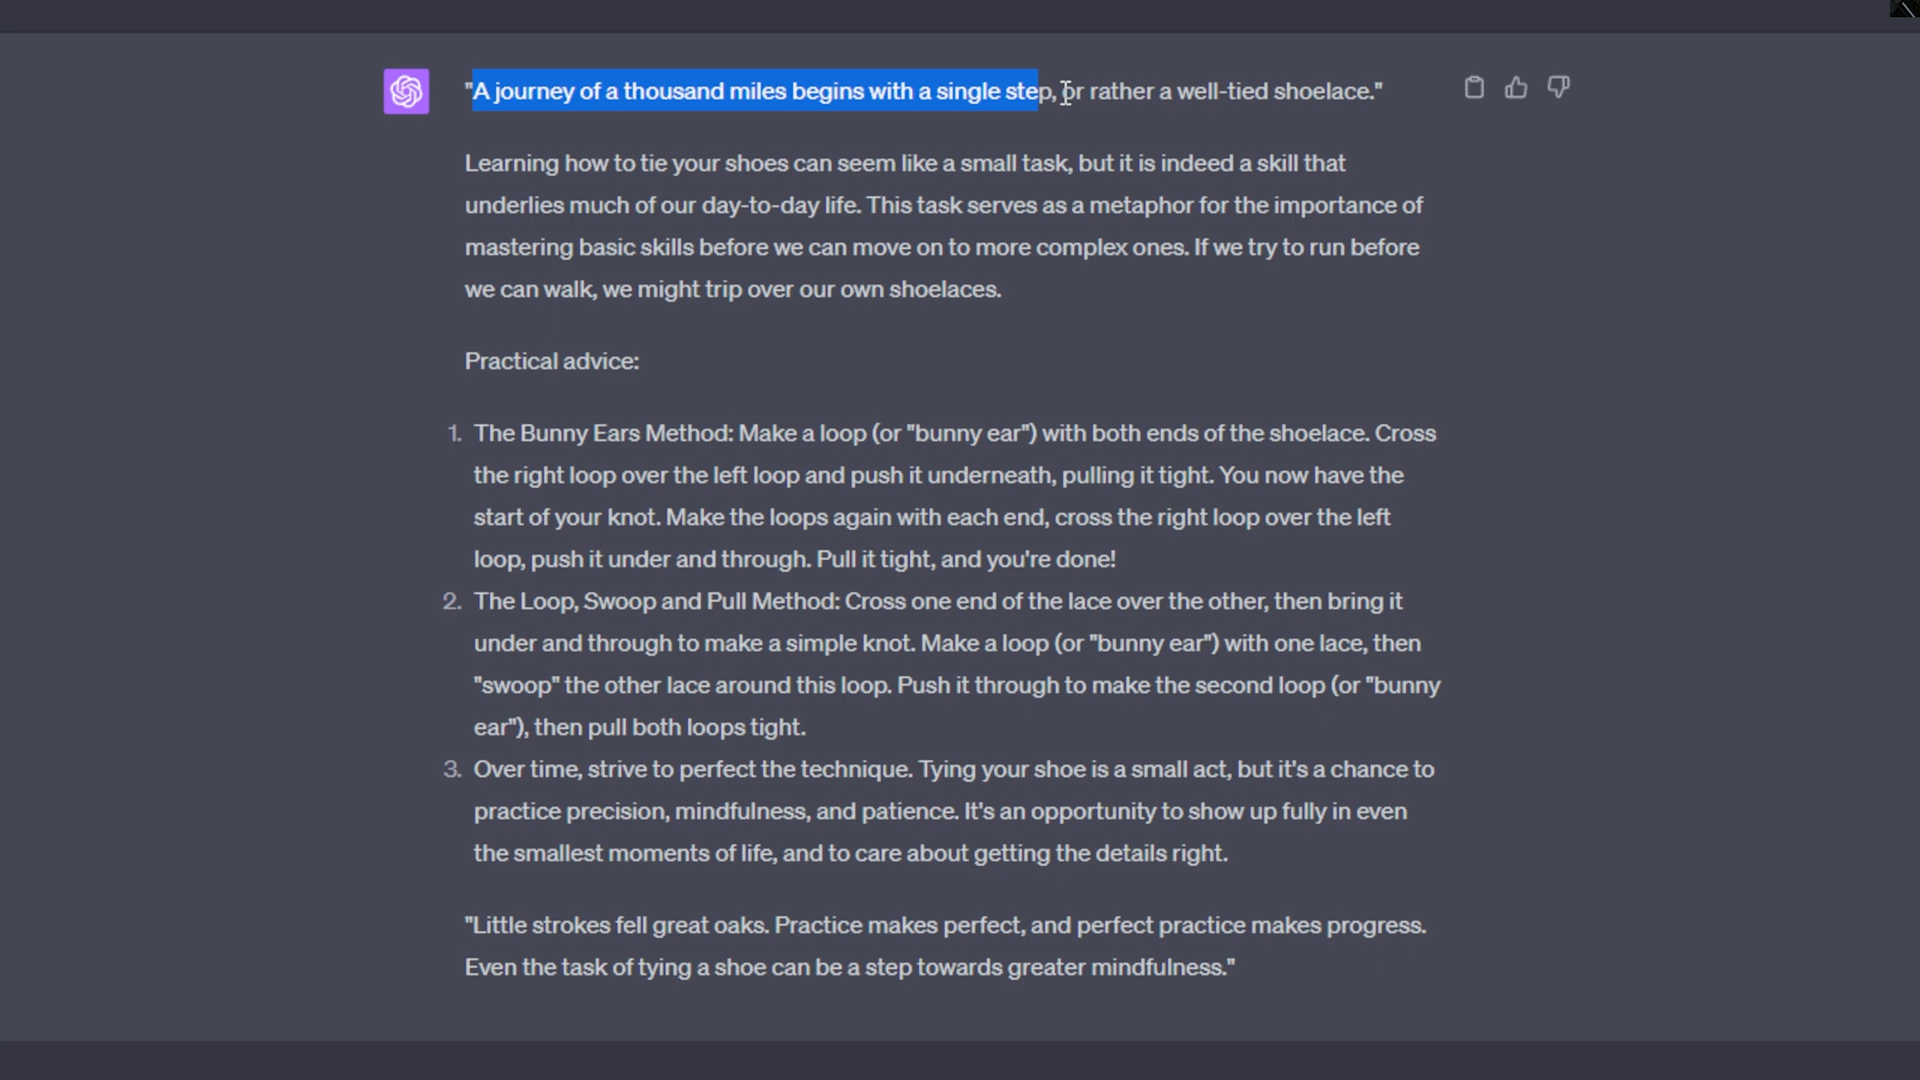 "A journey of a thousand miles begins with a single step, or rather a well-tied shoelace."
Learning how to tie your shoes can seem like a small task, but it is indeed a skill that
underlies much of our day-to-day life. This task serves as a metaphor for the importance of
mastering basic skills before we can move on to more complex ones. If we try to run before
we can walk, we might trip over our own shoelaces.
Practical advice:
1. The Bunny Ears Method: Make a loop (or "bunny ear") with both ends of the shoelace. Cross
the right loop over the left loop and push it underneath, pulling it tight. You now have the
start of your knot. Make the loops again with each end, cross the right loop over the left
loop, push it under and through. Pull it tight, and you're done!
2. The Loop, Swoop and Pull Method: Cross one end of the lace over the other, then bring it
under and through to make a simple knot. Make a loop (or "bunny ear") with one lace, then
"swoop" the other lace around this loop. Push it through to make the second loop (or "bunny
ear"), then pull both loops tight.
3. Over time, strive to perfect the technique. Tying your shoe is a small act, but it's a chance to
practice precision, mindfulness, and patience. It's an opportunity to show up fully in even
the smallest moments of life, and to care about getting the details right.
"Little strokes fell great oaks. Practice makes perfect, and perfect practice makes progress.
Even the task of tying a shoe can be a step towards greater mindfulness."